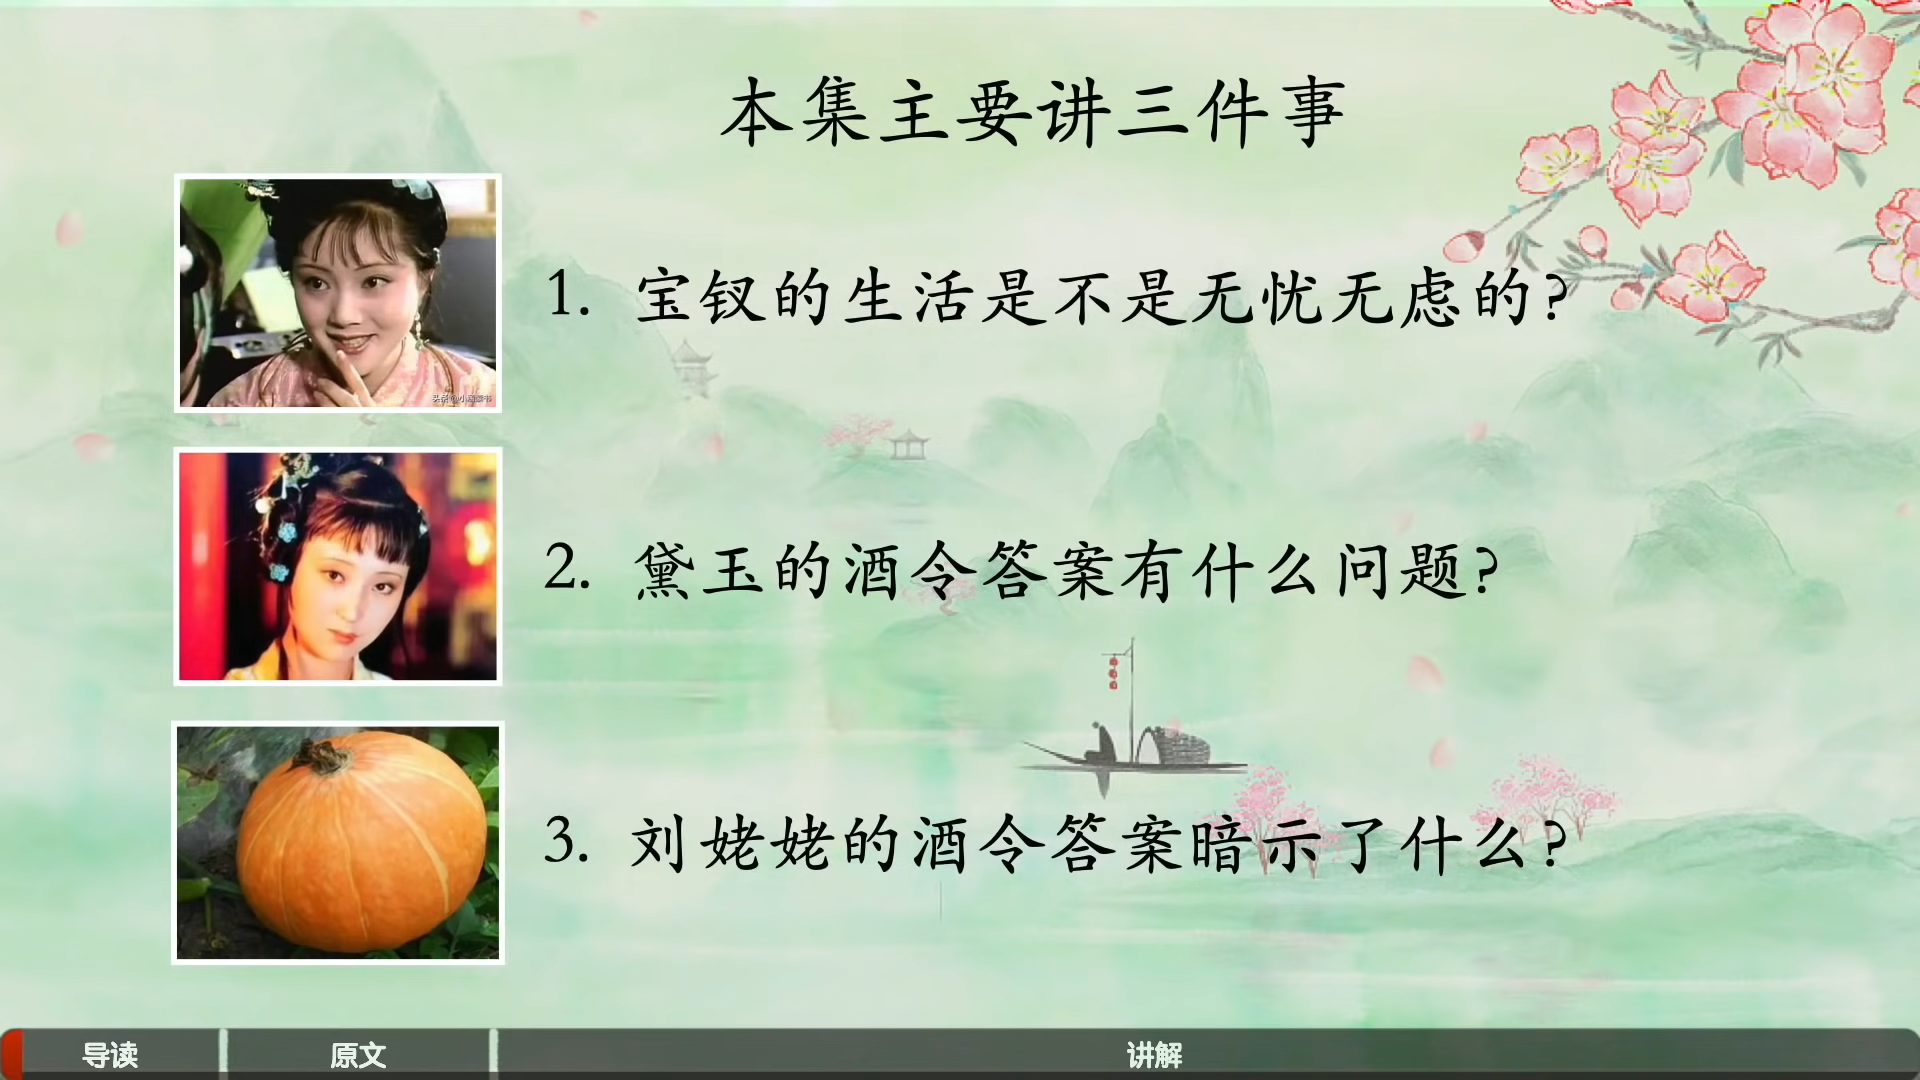 本集主要讲三件事
1. 宝钗的生活是不是无忧无虑的?
2. 黛玉的酒令答案有什么问题?
3. 刘姥姥的酒令答案暗示了什么?
导读
原文
讲解